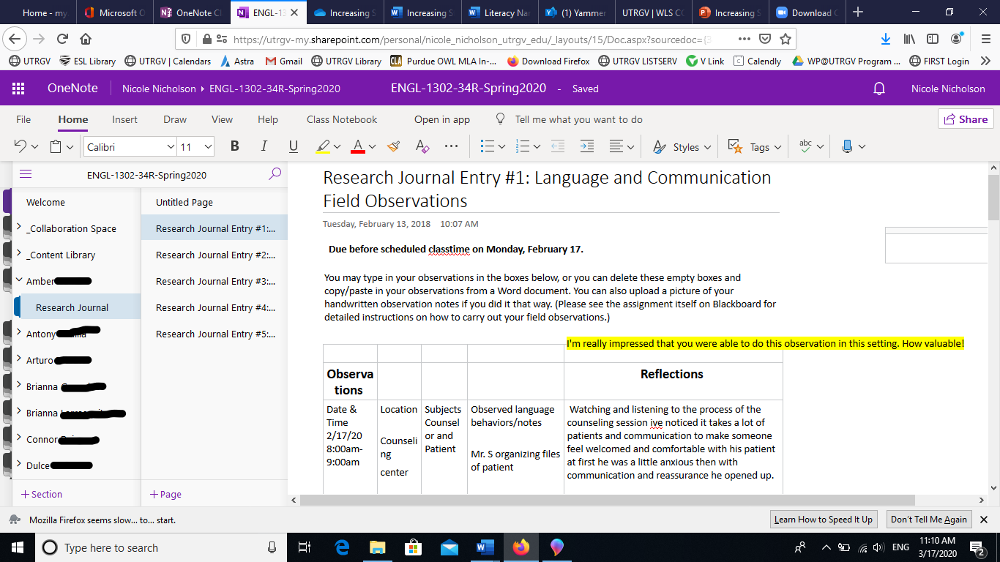 Home - my
Microsoft O
OneNote Cl
ENGL-13
Increasing S
Increasing S
Literacy Nar
(1) Yammer
UTRGV | WLS CC
Increasing S
Download C
https://utrgv-my.sharepoint.com/personal/nicole_nicholson_utrgv_edu/_layouts/15/Doc.aspx?sourcedoc={3
UTRGV
ESL Library
UTRGV | Calendars
Astra
Gmail
UTRGV Library
CLA Purdue OWL MLA In-...
Download Firefox
UTRGV LISTSERV
V Link
Calendly
WP@UTRGV Program ...
FIRST Login
OneNote
Nicole Nicholson
ENGL-1302-34R-Spring2020
ENGL-1302-34R-Spring2020 - Saved
Nicole Nicholson
File
Home
Insert
Draw
View
Help
Class Notebook
Open in app
Tell me what you want to do
Share
Calibri
11
B
I
U
A
A
Styles
Tags
abc
ENGL-1302-34R-Spring2020
Welcome
_Collaboration Space
_Content Library
Amber
Research Journal
Antony
Arturo
Brianna
Brianna
Connor
Dulce
+ Section
Untitled Page
Research Journal Entry #1:...
Research Journal Entry #2:...
Research Journal Entry #3:...
Research Journal Entry #4:...
Research Journal Entry #5:...
+ Page
Research Journal Entry #1: Language and Communication
Field Observations
Tuesday, February 13, 2018 10:07 AM
Due before scheduled classtime on Monday, February 17.
You may type in your observations in the boxes below, or you can delete these empty boxes and
copy/paste in your observations from a Word document. You can also upload a picture of your
handwritten observation notes if you did it that way. (Please see the assignment itself on Blackboard for
detailed instructions on how to carry out your field observations.)
I'm really impressed that you were able to do this observation in this setting. How valuable!
Observa
tions
Reflections
Date &
Time
2/17/20
8:00am-
9:00am
Location
Counseli
ng
center
Subjects
Counsel
or and
Patient
Observed language
behaviors/notes
Mr. S organizing files
of patient
Watching and listening to the process of the
counseling session ive noticed it takes a lot of
patients and communication to make someone
feel welcomed and comfortable with his patient
at first he was a little anxious then with
communication and reassurance he opened up.
Mozilla Firefox seems slow... to... start.
Learn How to Speed It Up
Don't Tell Me Again
Type here to search
ENG
11:10 AM
3/17/2020
2